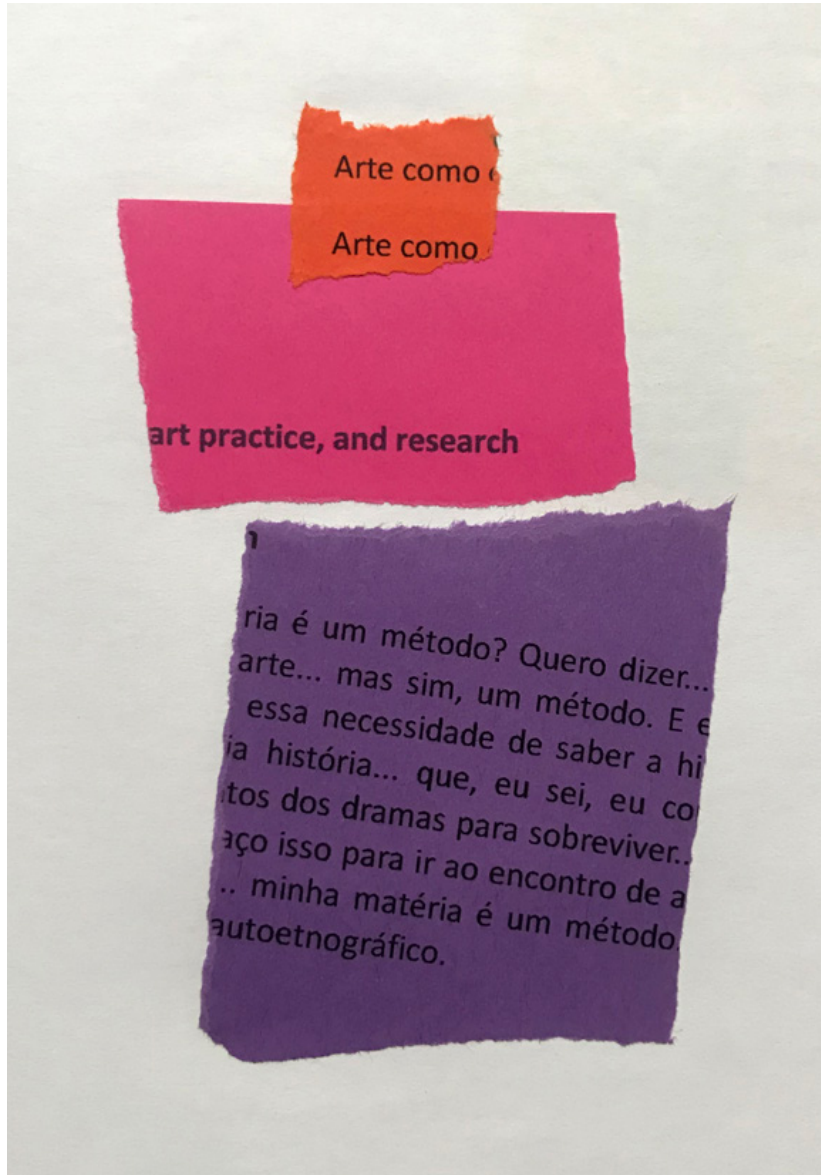 Arte como
Arte como
art practice, and research
ria é um método? Quero dizer...
arte... mas sim, um método. E e
essa necessidade de saber a hi
ia história... que, eu sei, eu co
tos dos dramas para sobreviver..
aço isso para ir ao encontro de a
.. minha matéria é um método.
autoetnográfico.